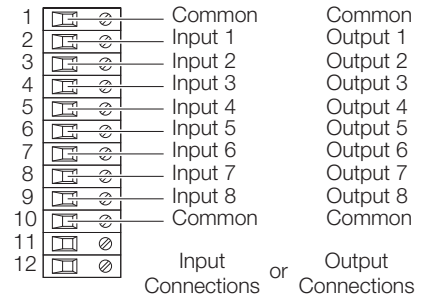 1 Common Common
2 Input 1 Output 1
3 Input 2 Output 2
4 Input 3 Output 3
5 Input 4 Output 4
6 Input 5 Output 5
7 Input 6 Output 6
8 Input 7 Output 7
9 Input 8 Output 8
10 Common Common
11
12
Input or Output
Connections Connections